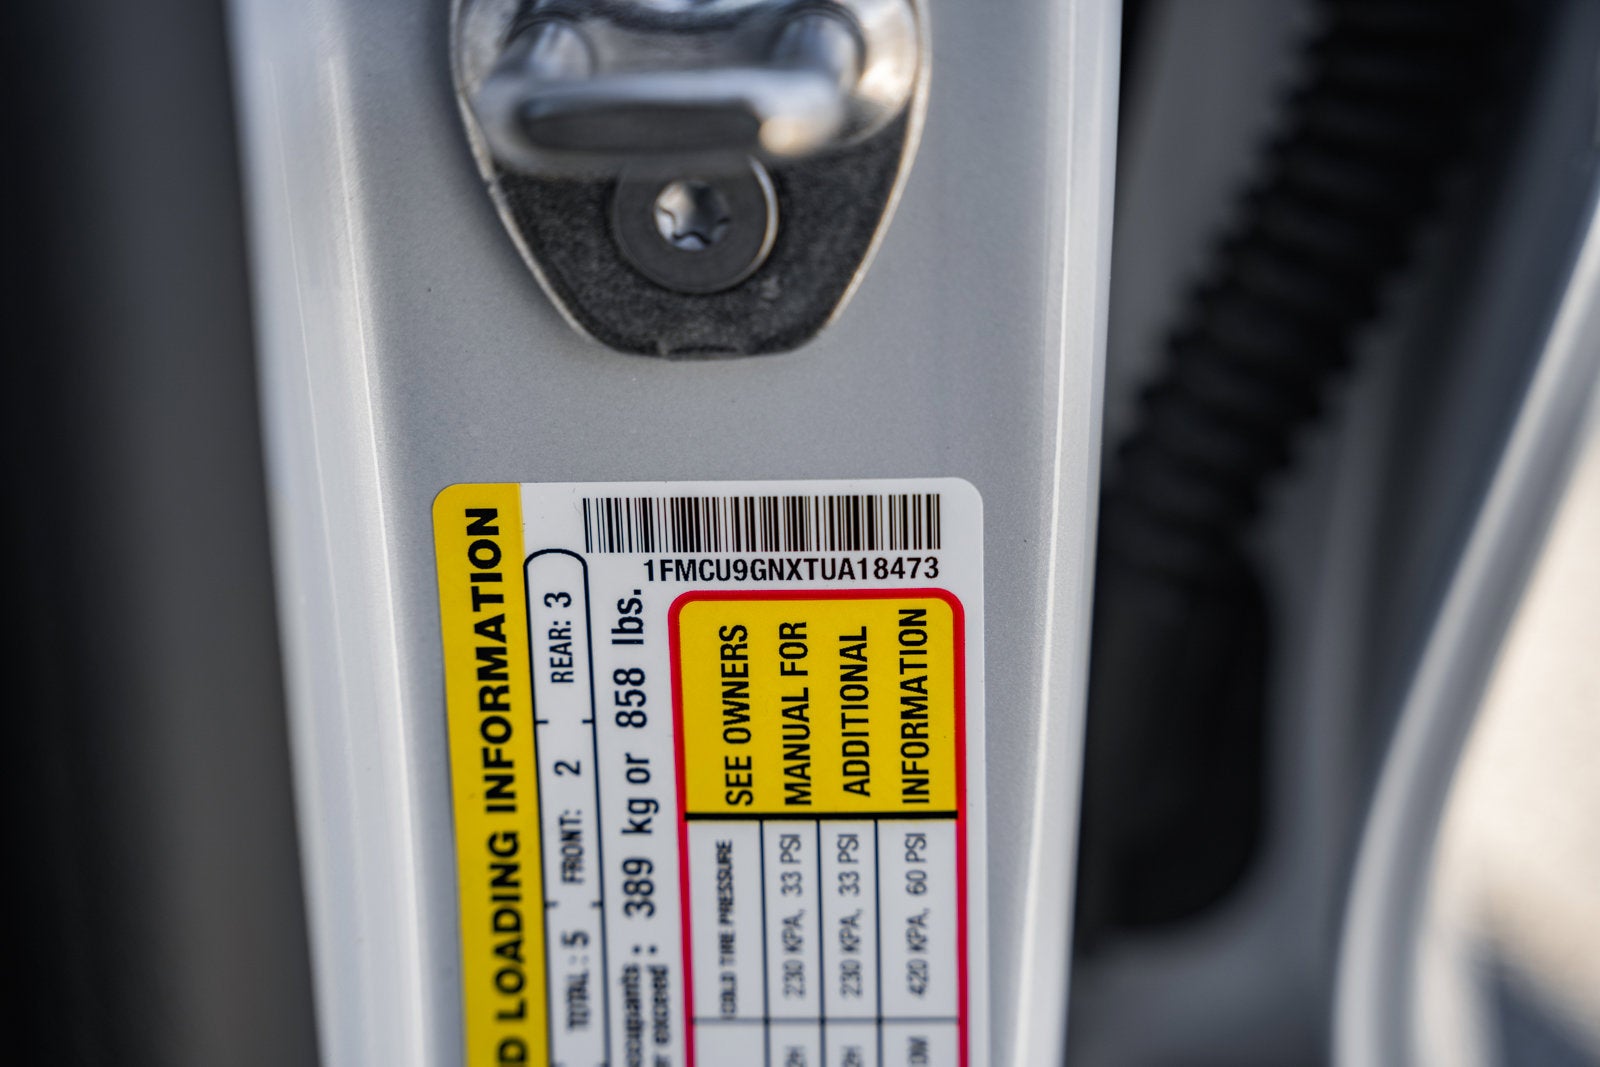 1FMCU9GNXTUA18473
LOADING INFORMATION
TOTAL: 5 FRONT: 2 REAR: 3
389 kg or 858 lbs.
COLD TIRE PRESSURE
230 KPA, 33 PSI
230 KPA, 33 PSI
420 KPA, 60 PSI
SEE OWNERS
MANUAL FOR
ADDITIONAL
INFORMATION